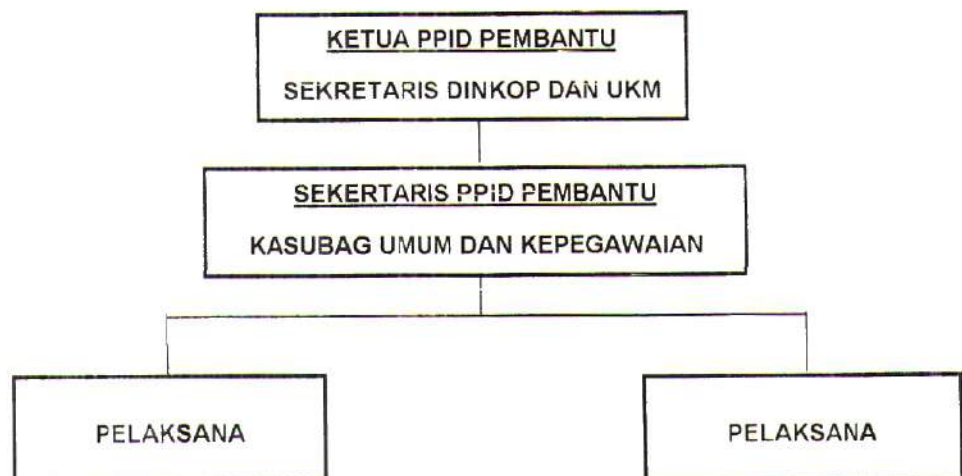 KETUA PPID PEMBANTU
SEKRETARIS DINKOP DAN UKM
SEKERTARIS PPID PEMBANTU
KASUBAG UMUM DAN KEPEGAWAIAN
PELAKSANA
PELAKSANA